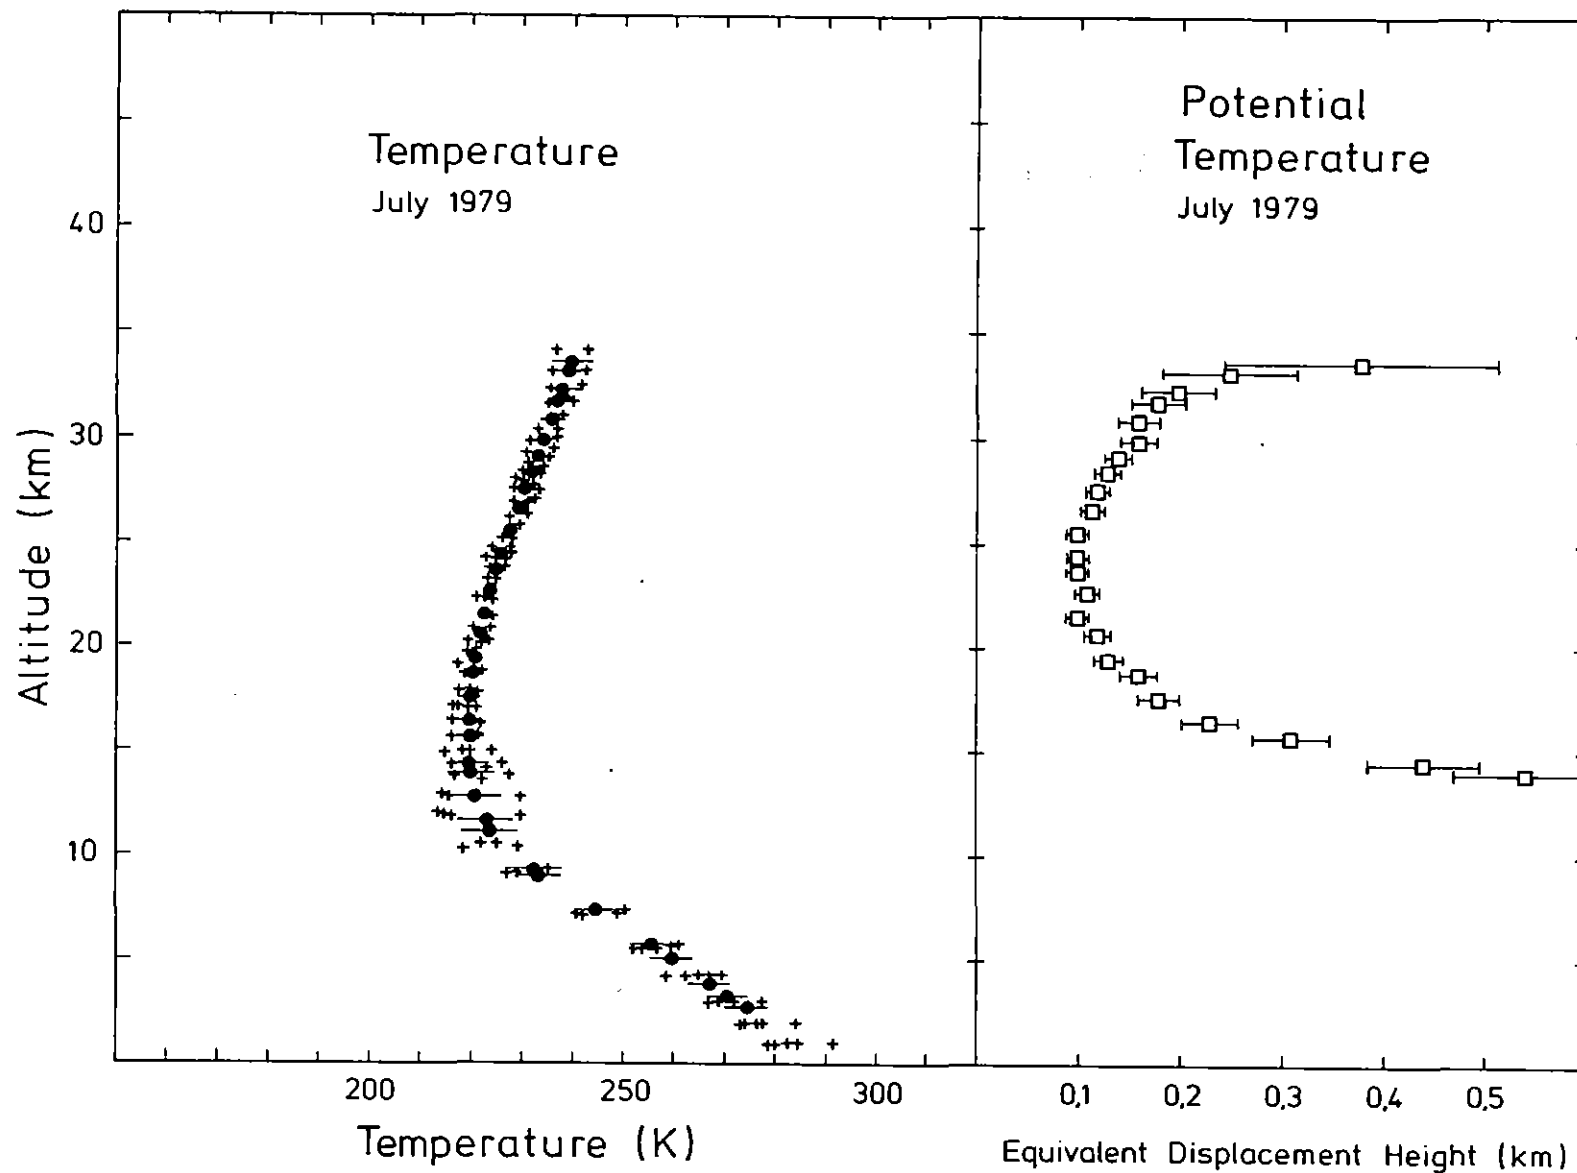 Temperature
July 1979
Potential
Temperature
July 1979
Altitude (km)
40
30
20
10
200
250
300
0,1
0,2
0,3
0,4
0,5
Temperature (K)
Equivalent Displacement Height (km)